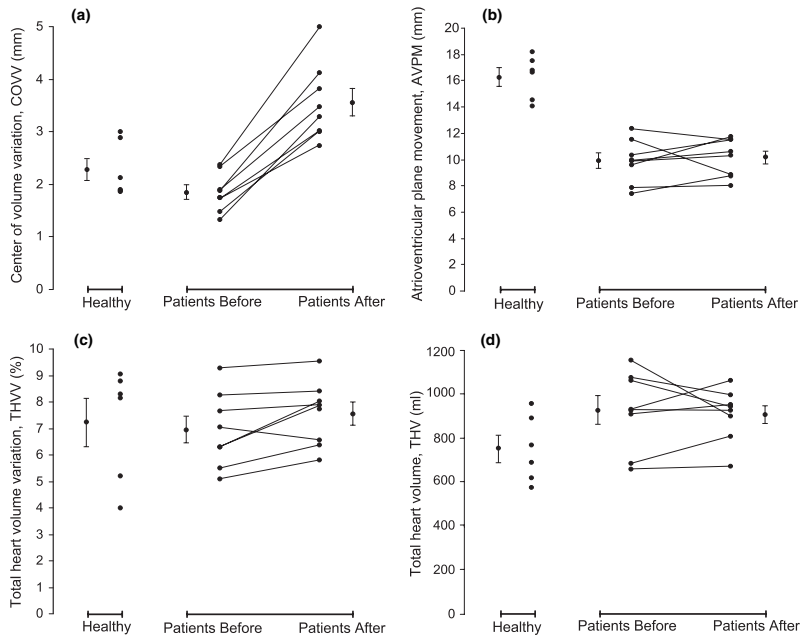 (a)
Center of volume variation, COVV (mm)
5
4
3
2
1
0
Healthy
Patients Before
Patients After
(b)
Atrioventricular plane movement, AVPM (mm)
20
18
16
14
12
10
8
6
4
2
0
Healthy
Patients Before
Patients After
(c)
Total heart volume variation, THVV (%)
10
9
8
7
6
5
4
3
2
1
0
Healthy
Patients Before
Patients After
(d)
Total heart volume, THV (ml)
1200
1000
800
600
400
200
0
Healthy
Patients Before
Patients After